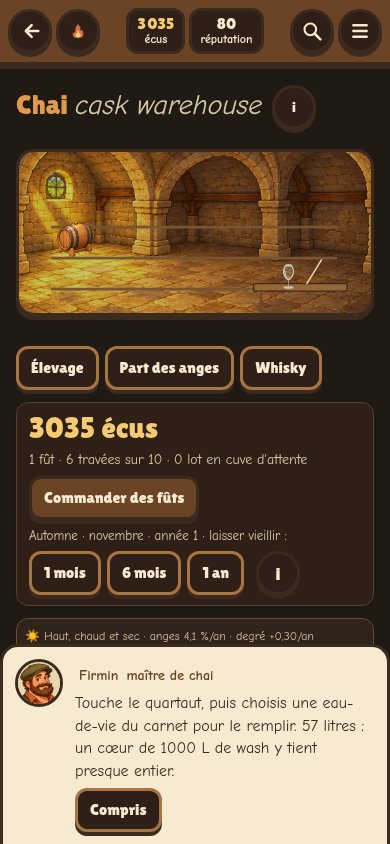 3035
écus
80
réputation
Chai cask warehouse
i
Élevage
Part des anges
Whisky
3035 écus
1 fût · 6 travées sur 10 · 0 lot en cuve d'attente
Commander des fûts
Automne · novembre · année 1 · laisser vieillir :
1 mois
6 mois
1 an
i
Haut, chaud et sec · anges 4,1 %/an · degré +0,30/an
Firmin maître de chai
Touche le quartaut, puis choisis une eau-
de-vie du carnet pour le remplir. 57 litres :
un cœur de 1000 L de wash y tient
presque entier.
Compris